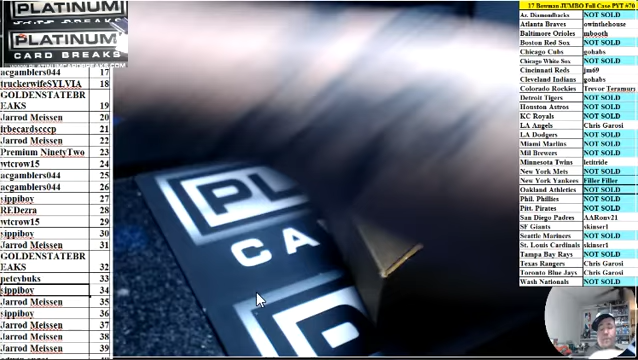 PLATINUM
PLATINUM
CARD BREAKS
WWW.PLATINUMCARDBREAKS.COM
acgamblers044 17
truckerwifeSYLVIA 18
GOLDENSTATEBR
EAKS 19
Jarrod Meissen 20
frbecardscccp 21
Jarrod Meissen 22
Premium NinetyTwo 23
wtcrow15 24
acgamblers044 25
acgamblers044 26
sippiboy 27
REDezra 28
wtcrow15 29
sippiboy 30
Jarrod Meissen 31
GOLDENSTATEBR
EAKS 32
peteybuks 33
sippiboy 34
Jarrod Meissen 35
sippiboy 36
Jarrod Meissen 37
Jarrod Meissen 38
Jarrod Meissen 39
PL
CA
17 Bowman JUMBO Full Case PYT #70
Az. Diamondbacks NOT SOLD
Atlanta Braves owinthehouse
Baltimore Orioles mbooth
Boston Red Sox NOT SOLD
Chicago Cubs gohabs
Chicago White Sox NOT SOLD
Cincinnati Reds jm69
Cleveland Indians gohabs
Colorado Rockies Trevor Teramura
Detroit Tigers NOT SOLD
Houston Astros NOT SOLD
KC Royals NOT SOLD
LA Angels Chris Garosi
LA Dodgers NOT SOLD
Miami Marlins NOT SOLD
Mil Brewers NOT SOLD
Minnesota Twins letitride
New York Mets NOT SOLD
New York Yankees Filler Filler
Oakland Athletics NOT SOLD
Phil. Phillies NOT SOLD
Pitt. Pirates NOT SOLD
San Diego Padres AARonv21
SF Giants skinser1
Seattle Mariners NOT SOLD
St. Louis Cardinals skinser1
Tampa Bay Rays NOT SOLD
Texas Rangers Chris Garosi
Toronto Blue Jays Chris Garosi
Wash Nationals NOT SOLD